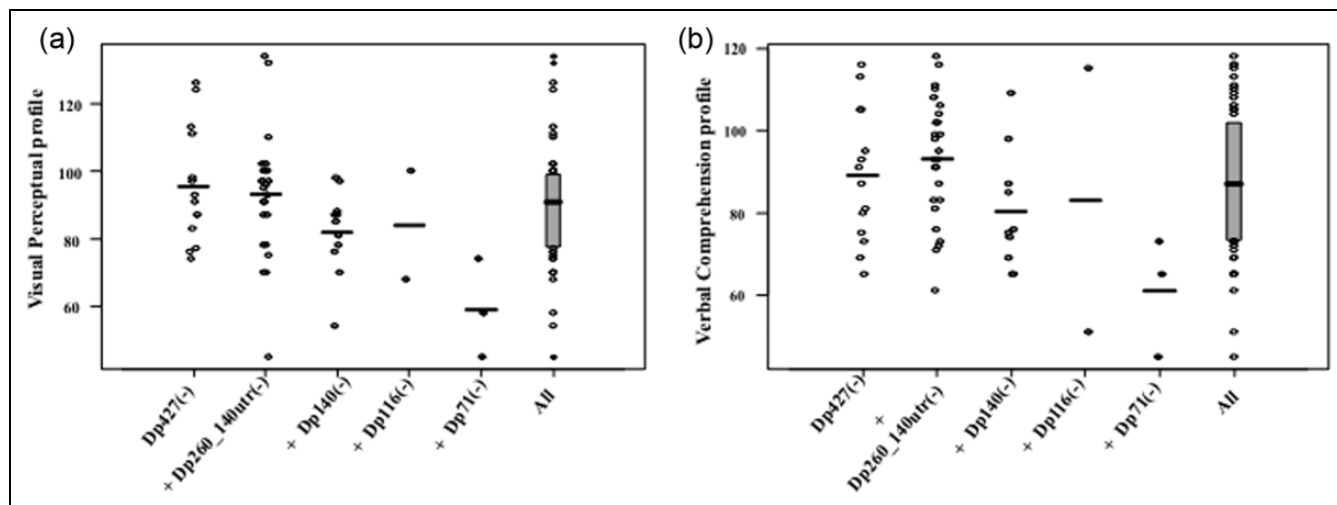 (a)
Visual Perceptual profile
120
100
80
60
Dp427(-)
+ Dp260_140utr(-)
+ Dp140(-)
+ Dp116(-)
+ Dp71(-)
All
(b)
Verbal Comprehension profile
120
100
80
60
Dp427(-)
+
Dp260_140utr(-)
+ Dp140(-)
+ Dp116(-)
+ Dp71(-)
All